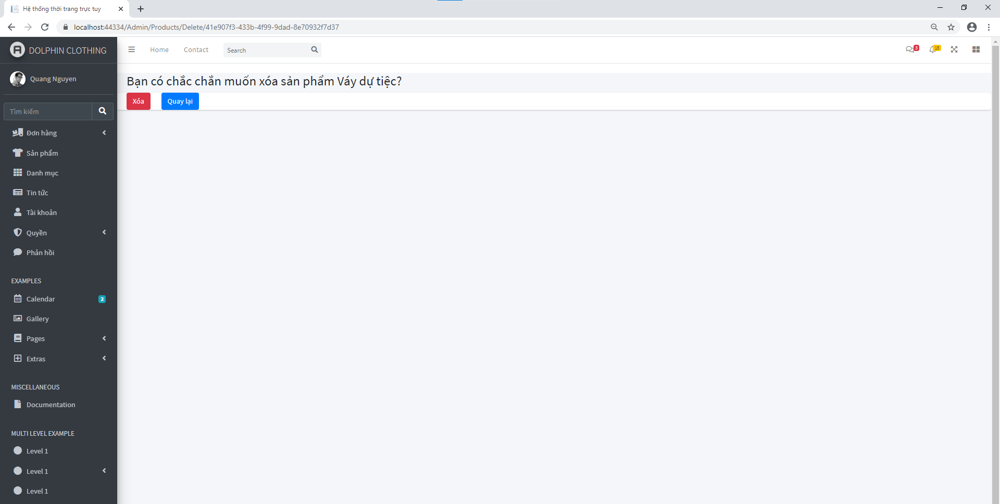 Hệ thống thời trang trực tuy
localhost:44334/Admin/Products/Delete/41e907f3-433b-4f99-9dad-8e70932f7d37
DOLPHIN CLOTHING
Home
Contact
Search
3
15
Quang Nguyen
Bạn có chắc chắn muốn xóa sản phẩm Váy dự tiệc?
Xóa
Quay lại
Tìm kiếm
Đơn hàng
Sản phẩm
Danh mục
Tin tức
Tài khoản
Quyền
Phản hồi
EXAMPLES
Calendar
2
Gallery
Pages
Extras
MISCELLANEOUS
Documentation
MULTI LEVEL EXAMPLE
Level 1
Level 1
Level 1